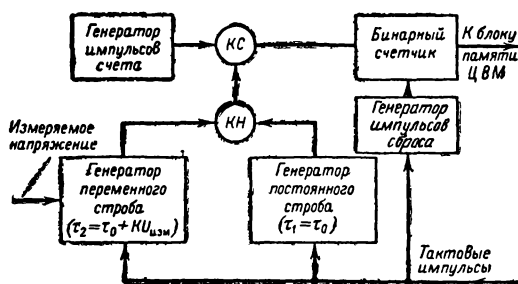 Генератор
импульсов
счета
КС
Бинарный
счетчик
К блоку
памяти
ЦВМ
Генератор
импульсов
сброса
КН
Измеряемое
напряжение
Генератор
переменного
строба
(τ₂=τ₀+KUизм)
Генератор
постоянного
строба
(τ₁=τ₀)
Тактовые
импульсы